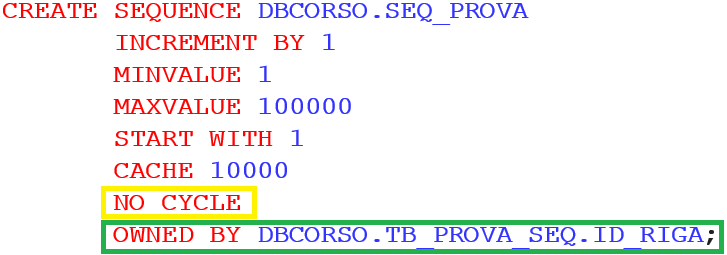 CREATE SEQUENCE DBCORSO.SEQ_PROVA
INCREMENT BY 1
MINVALUE 1
MAXVALUE 100000
START WITH 1
CACHE 10000
NO CYCLE
OWNED BY DBCORSO.TB_PROVA_SEQ.ID_RIGA;